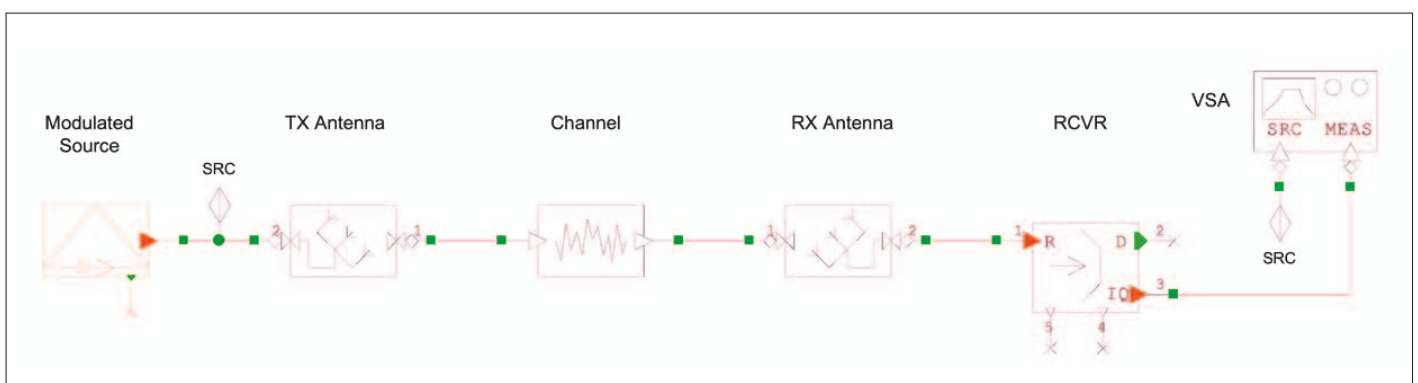 Modulated
Source
SRC
TX Antenna
2
1
Channel
RX Antenna
1
2
RCVR
1
R
D
2
IQ
3
5
4
VSA
SRC MEAS
SRC